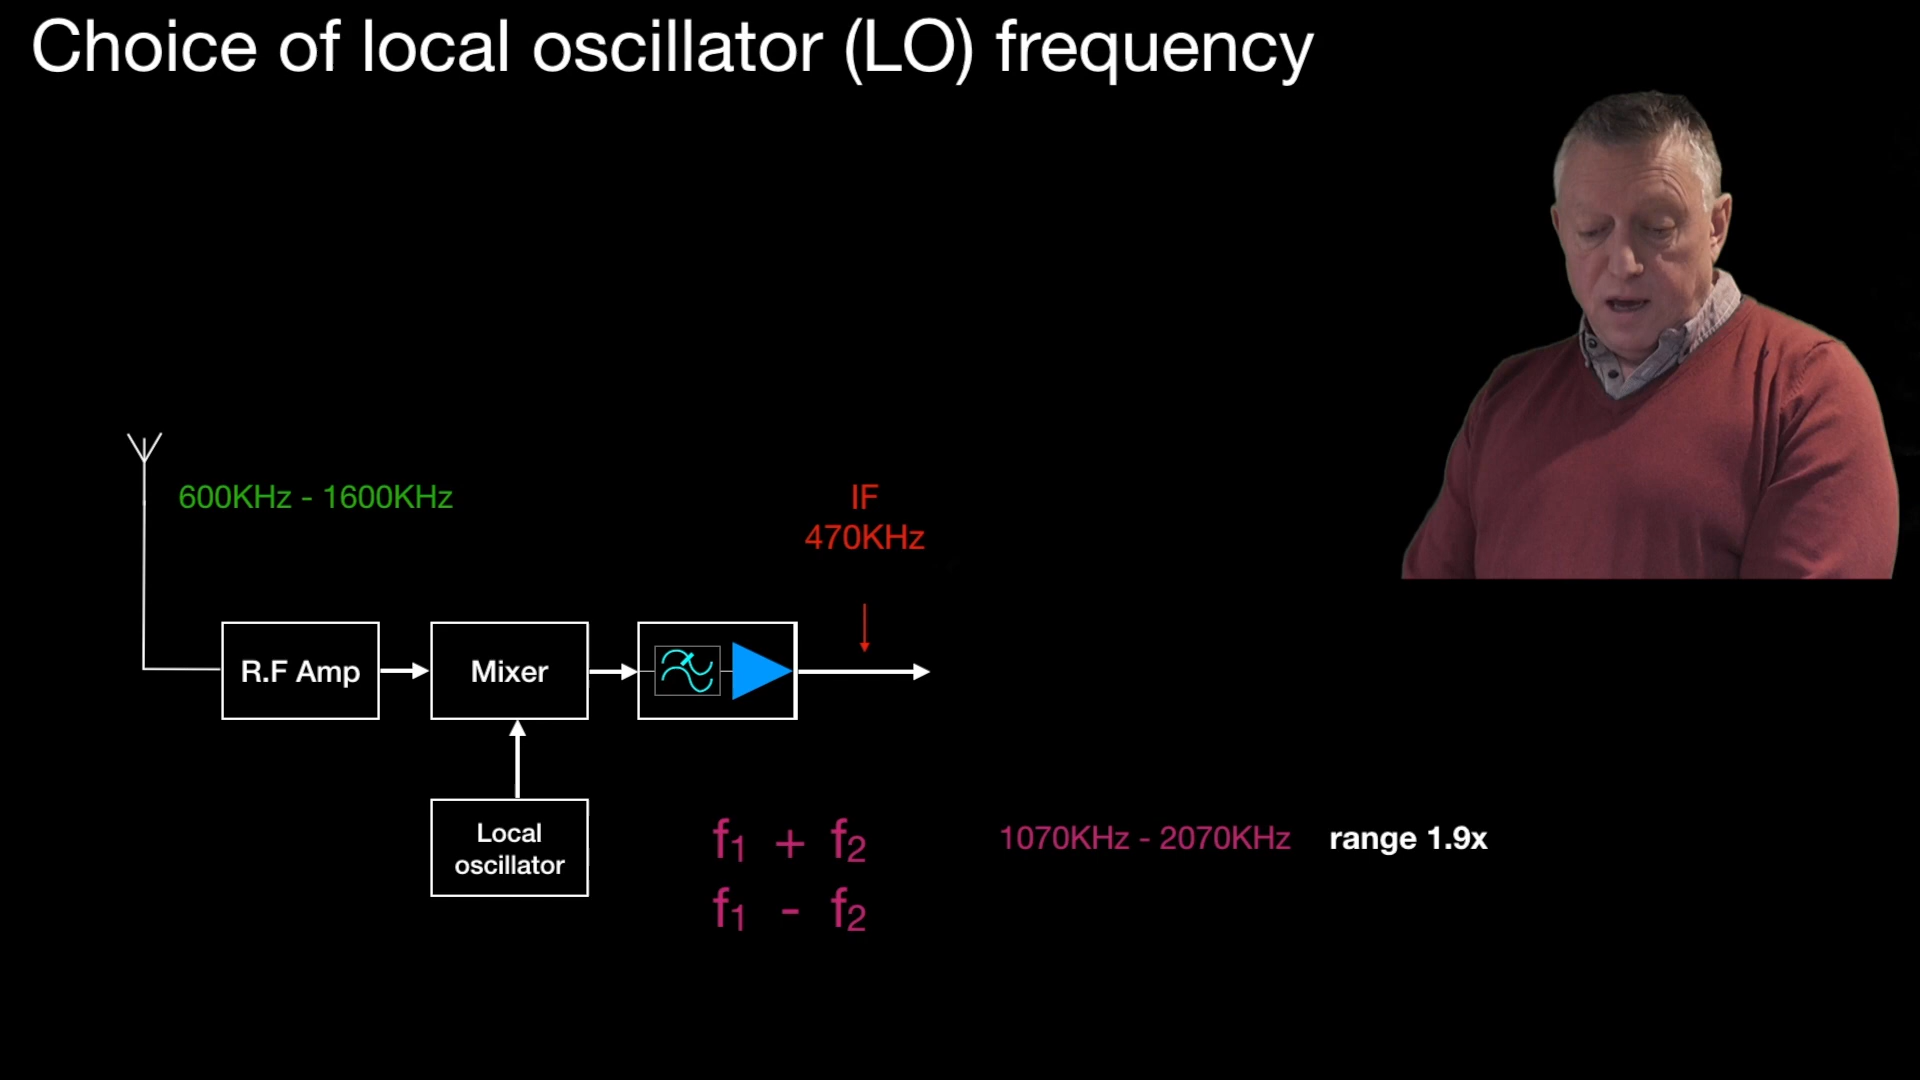 Choice of local oscillator (LO) frequency
600KHz - 1600KHz
IF
470KHz
R.F Amp
Mixer
Local
oscillator
f₁ + f₂
1070KHz - 2070KHz
range 1.9x
f₁ - f₂